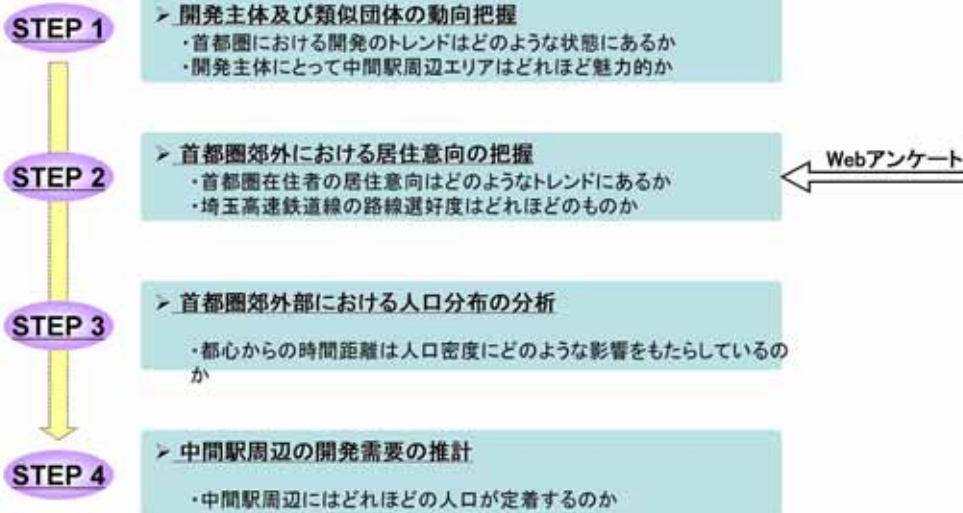 STEP 1
➢ 開発主体及び類似団体の動向把握
・首都圏における開発のトレンドはどのような状態にあるか
・開発主体にとって中間駅周辺エリアはどれほど魅力的か
STEP 2
➢ 首都圏郊外における居住意向の把握
・首都圏在住者の居住意向はどのようなトレンドにあるか
・埼玉高速鉄道線の路線選好度はどれほどのものか
Webアンケート
STEP 3
➢ 首都圏郊外部における人口分布の分析
・都心からの時間距離は人口密度にどのような影響をもたらしているの
か
STEP 4
➢ 中間駅周辺の開発需要の推計
・中間駅周辺にはどれほどの人口が定着するのか